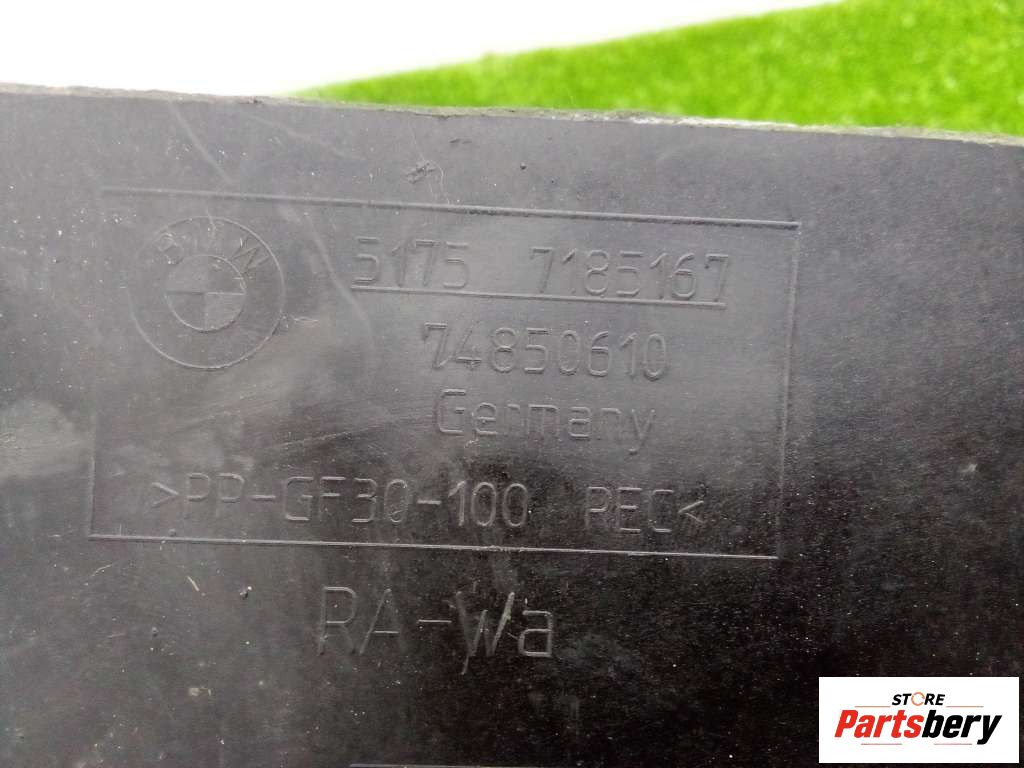 BMW
5175 7185167
74850610
Germany
>PP-GF30-100 REC<
RA-Wa
STORE
Partsbery